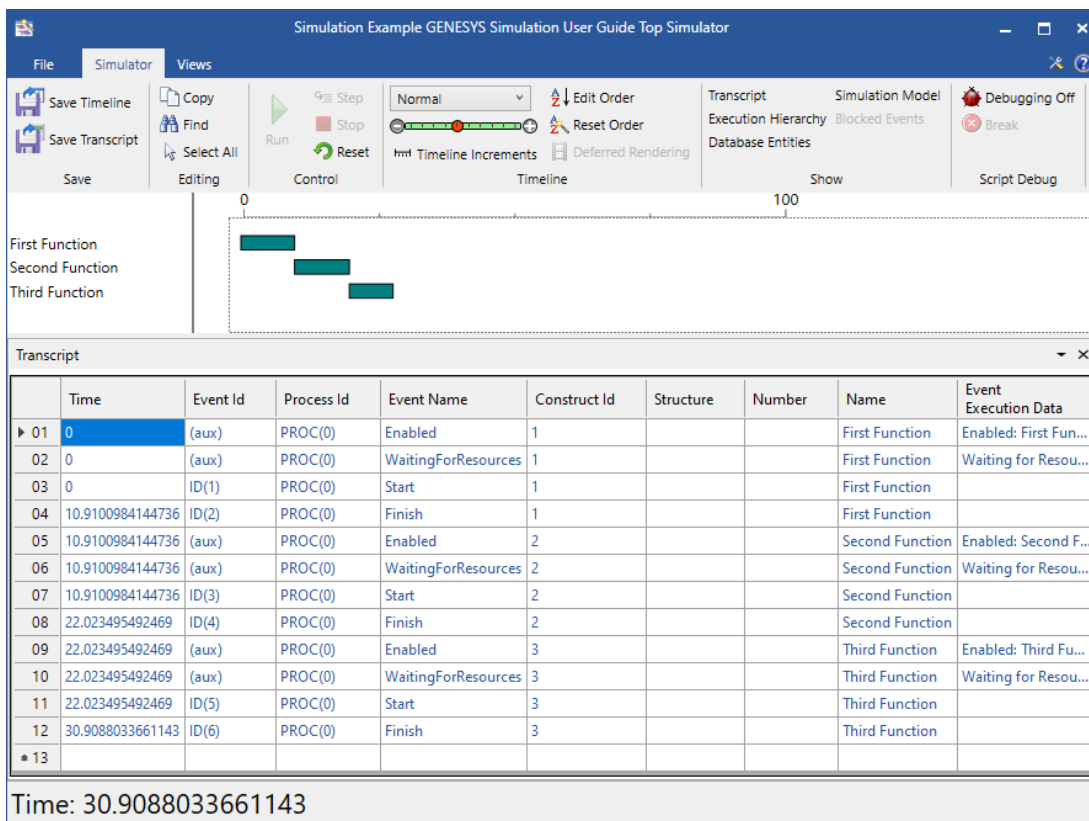 Simulation Example GENESYS Simulation User Guide Top Simulator
File Simulator Views
Save Timeline Copy Run Step Normal Edit Order Transcript Simulation Model Debugging Off
Save Transcript Find Stop Reset Order Execution Hierarchy Blocked Events Break
Select All Reset Timeline Increments Deferred Rendering Database Entities
Save Editing Control Timeline Show Script Debug
0 100
First Function
Second Function
Third Function
Transcript
Time Event Id Process Id Event Name Construct Id Structure Number Name Event Execution Data
01 0 (aux) PROC(0) Enabled 1 First Function Enabled: First Fun...
02 0 (aux) PROC(0) WaitingForResources 1 First Function Waiting for Resou...
03 0 ID(1) PROC(0) Start 1 First Function
04 10.9100984144736 ID(2) PROC(0) Finish 1 First Function
05 10.9100984144736 (aux) PROC(0) Enabled 2 Second Function Enabled: Second F...
06 10.9100984144736 (aux) PROC(0) WaitingForResources 2 Second Function Waiting for Resou...
07 10.9100984144736 ID(3) PROC(0) Start 2 Second Function
08 22.023495492469 ID(4) PROC(0) Finish 2 Second Function
09 22.023495492469 (aux) PROC(0) Enabled 3 Third Function Enabled: Third Fu...
10 22.023495492469 (aux) PROC(0) WaitingForResources 3 Third Function Waiting for Resou...
11 22.023495492469 ID(5) PROC(0) Start 3 Third Function
12 30.9088033661143 ID(6) PROC(0) Finish 3 Third Function
13
Time: 30.9088033661143